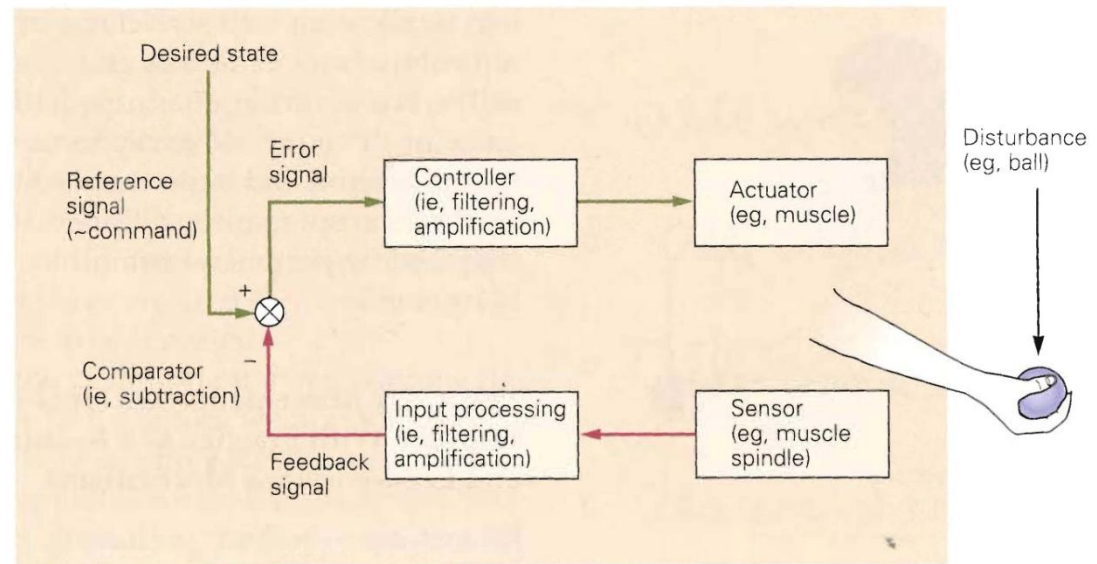 Desired state
Error
signal
Reference
signal
(~command)
Controller
(ie, filtering,
amplification)
Actuator
(eg, muscle)
Disturbance
(eg, ball)
+
−
Comparator
(ie, subtraction)
Feedback
signal
Input processing
(ie, filtering,
amplification)
Sensor
(eg, muscle
spindle)